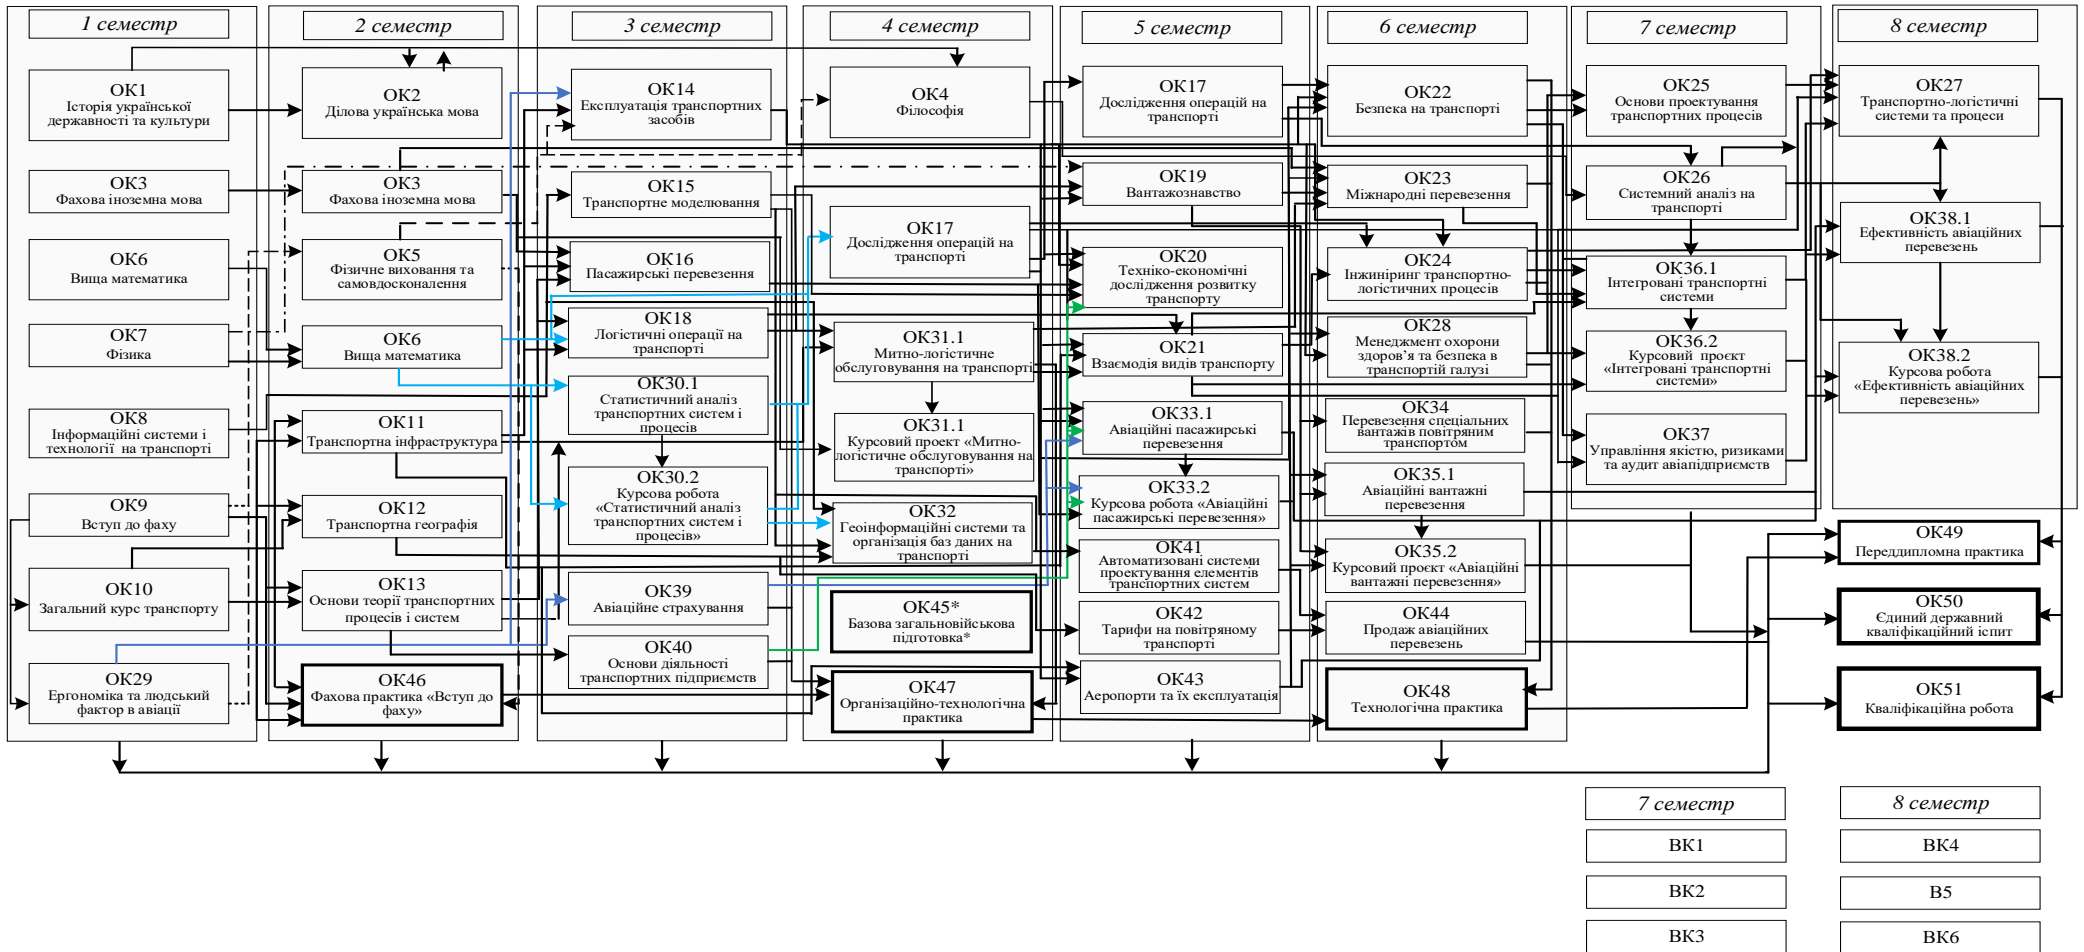 1 семестр
ОК1
Історія української
державності та культури
ОК3
Фахова іноземна мова
ОК6
Вища математика
ОК7
Фізика
ОК8
Інформаційні системи і
технології на транспорті
ОК9
Вступ до фаху
ОК10
Загальний курс транспорту
ОК29
Ергономіка та людський
фактор в авіації
2 семестр
ОК2
Ділова українська мова
ОК3
Фахова іноземна мова
ОК5
Фізичне виховання та
самовдосконалення
ОК6
Вища математика
ОК11
Транспортна інфраструктура
ОК12
Транспортна географія
ОК13
Основи теорії транспортних
процесів і систем
ОК46
Фахова практика «Вступ до
фаху»
3 семестр
ОК14
Експлуатація транспортних
засобів
ОК15
Транспортне моделювання
ОК16
Пасажирські перевезення
ОК18
Логістичні операції на
транспорті
ОК30.1
Статистичний аналіз
транспортних систем і
процесів
ОК30.2
Курсова робота
«Статистичний аналіз
транспортних систем і
процесів»
ОК39
Авіаційне страхування
ОК40
Основи діяльності
транспортних підприємств
4 семестр
ОК4
Філософія
ОК17
Дослідження операцій на
транспорті
ОК31.1
Митно-логістичне
обслуговування на транспорті
ОК31.1
Курсовий проект «Митно-
логістичне обслуговування на
транспорті»
ОК32
Геоінформаційні системи та
організація баз даних на
транспорті
ОК45*
Базова загальновійськова
підготовка*
ОК47
Організаційно-технологічна
практика
5 семестр
ОК17
Дослідження операцій на
транспорті
ОК19
Вантажознавство
ОК20
Техніко-економічні
дослідження розвитку
транспорту
ОК21
Взаємодія видів транспорту
ОК33.1
Авіаційні пасажирські
перевезення
ОК33.2
Курсова робота «Авіаційні
пасажирські перевезення»
ОК41
Автоматизовані системи
проектування елементів
транспортних систем
ОК42
Тарифи на повітряному
транспорті
ОК43
Аеропорти та їх експлуатація
6 семестр
ОК22
Безпека на транспорті
ОК23
Міжнародні перевезення
ОК24
Інжиніринг транспортно-
логістичних процесів
ОК28
Менеджмент охорони
здоров’я та безпека в
транспортій галузі
ОК34
Перевезення спеціальних
вантажів повітряним
транспортом
ОК35.1
Авіаційні вантажні
перевезення
ОК35.2
Курсовий проєкт «Авіаційні
вантажні перевезення»
ОК44
Продаж авіаційних
перевезень
ОК48
Технологічна практика
7 семестр
ОК25
Основи проектування
транспортних процесів
ОК26
Системний аналіз на
транспорті
ОК36.1
Інтегровані транспортні
системи
ОК36.2
Курсовий проєкт
«Інтегровані транспортні
системи»
ОК37
Управління якістю, ризиками
та аудит авіапідприємств
8 семестр
ОК27
Транспортно-логістичні
системи та процеси
ОК38.1
Ефективність авіаційних
перевезень
ОК38.2
Курсова робота
«Ефективність авіаційних
перевезень»
ОК49
Переддипломна практика
ОК50
Єдиний державний
кваліфікаційний іспит
ОК51
Кваліфікаційна робота
7 семестр
ВК1
ВК2
ВК3
8 семестр
ВК4
В5
ВК6